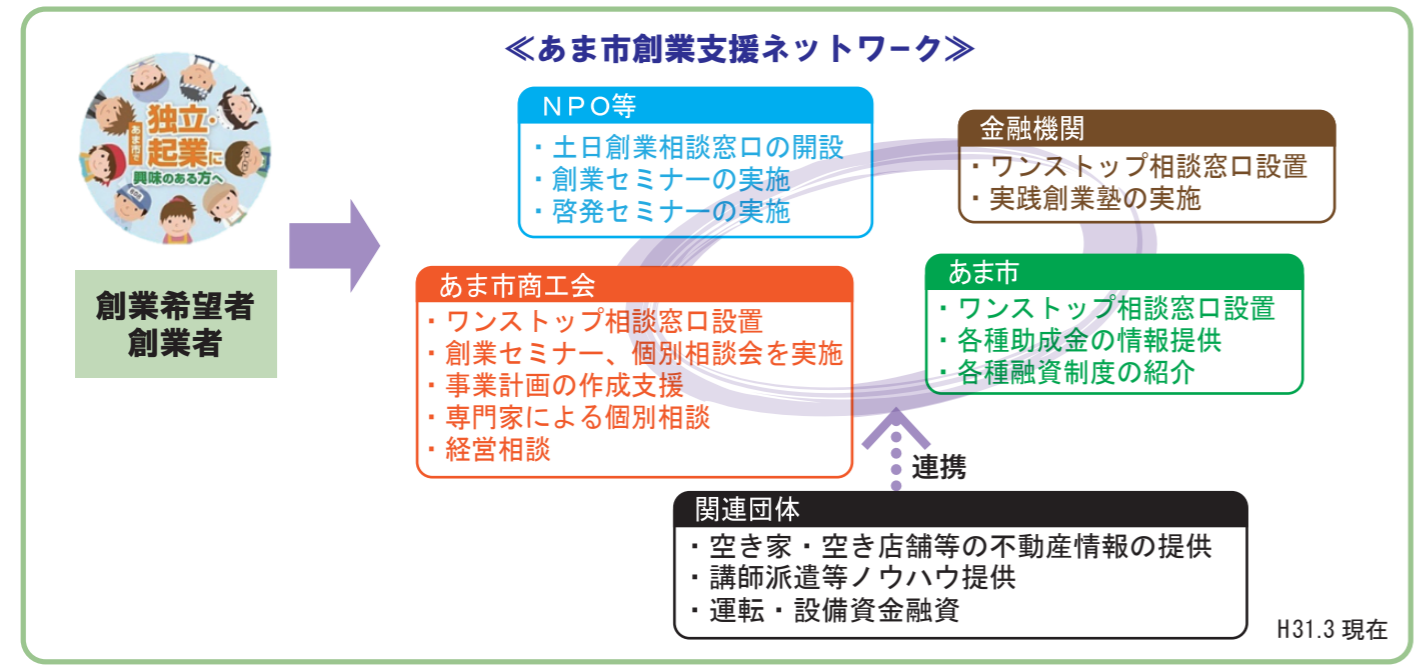 ≪あま市創業支援ネットワーク≫
あま市で
独立・
起業に
興味のある方へ
創業希望者
創業者
NPO等
・土日創業相談窓口の開設
・創業セミナーの実施
・啓発セミナーの実施
金融機関
・ワンストップ相談窓口設置
・実践創業塾の実施
あま市商工会
・ワンストップ相談窓口設置
・創業セミナー、個別相談会を実施
・事業計画の作成支援
・専門家による個別相談
・経営相談
あま市
・ワンストップ相談窓口設置
・各種助成金の情報提供
・各種融資制度の紹介
連携
関連団体
・空き家・空き店舗等の不動産情報の提供
・講師派遣等ノウハウ提供
・運転・設備資金融資
H31.3 現在